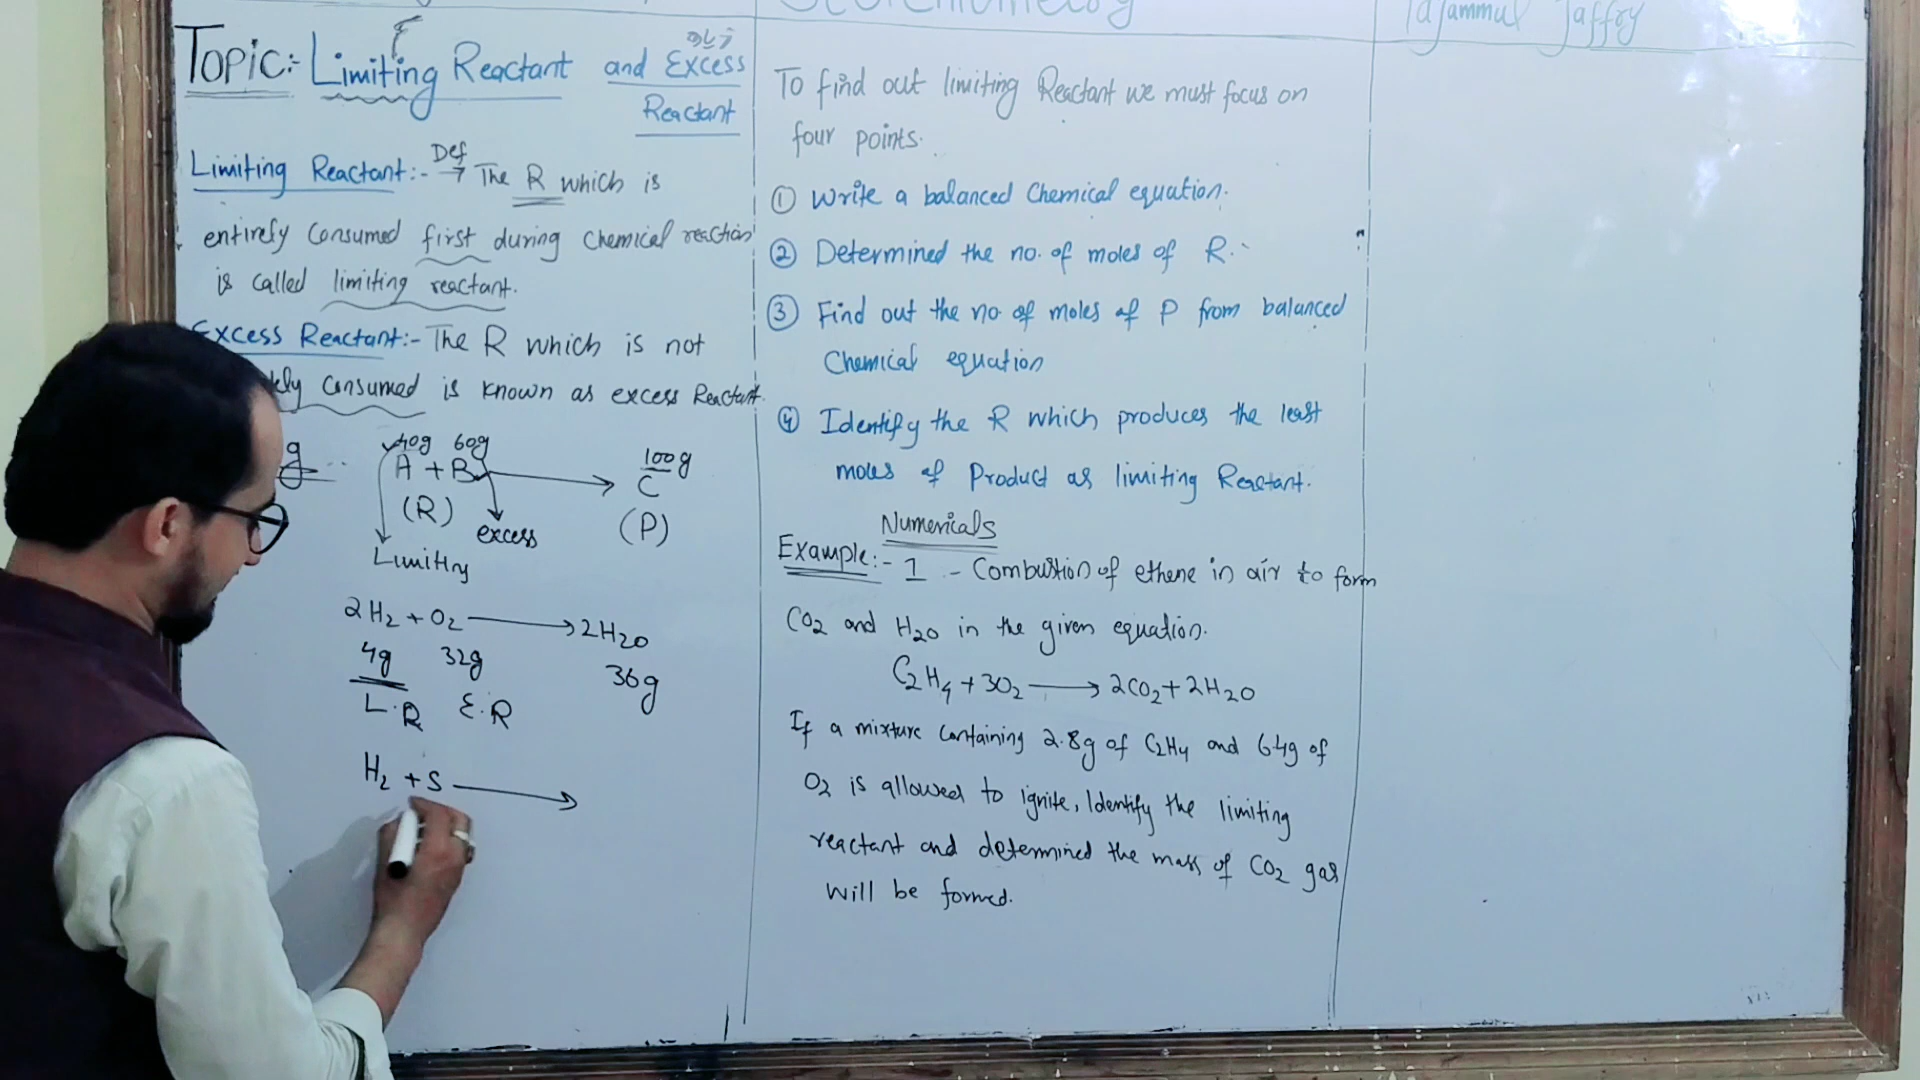 Tajammul Jaffry
Topic:- Limiting Reactant and Excess
Reactant
Limiting Reactant:- Def → The R which is
entirely consumed first during chemical reaction
is called limiting reactant.
Excess Reactant:- The R which is not
consumed is known as excess Reactant.
40g 60g 100g
A + B → C
(R) excess (P)
2H2 + O2 → 2H2O
4g 32g 36g
L.R E.R
H2 + S →
To find out limiting Reactant we must focus on
four points.
① Write a balanced Chemical equation.
② Determined the no. of moles of R.
③ Find out the no. of moles of P from balanced
Chemical equation
④ Identify the R which produces the least
moles of Product as limiting Reactant.
Numericals
Example:- 1 - Combustion of ethene in air to form
CO2 and H2O in the given equation.
C2H4 + 3O2 → 2CO2 + 2H2O
If a mixture containing 2.8g of C2H4 and 6.4g of
O2 is allowed to ignite, Identify the limiting
reactant and determined the mass of CO2 gas
will be formed.